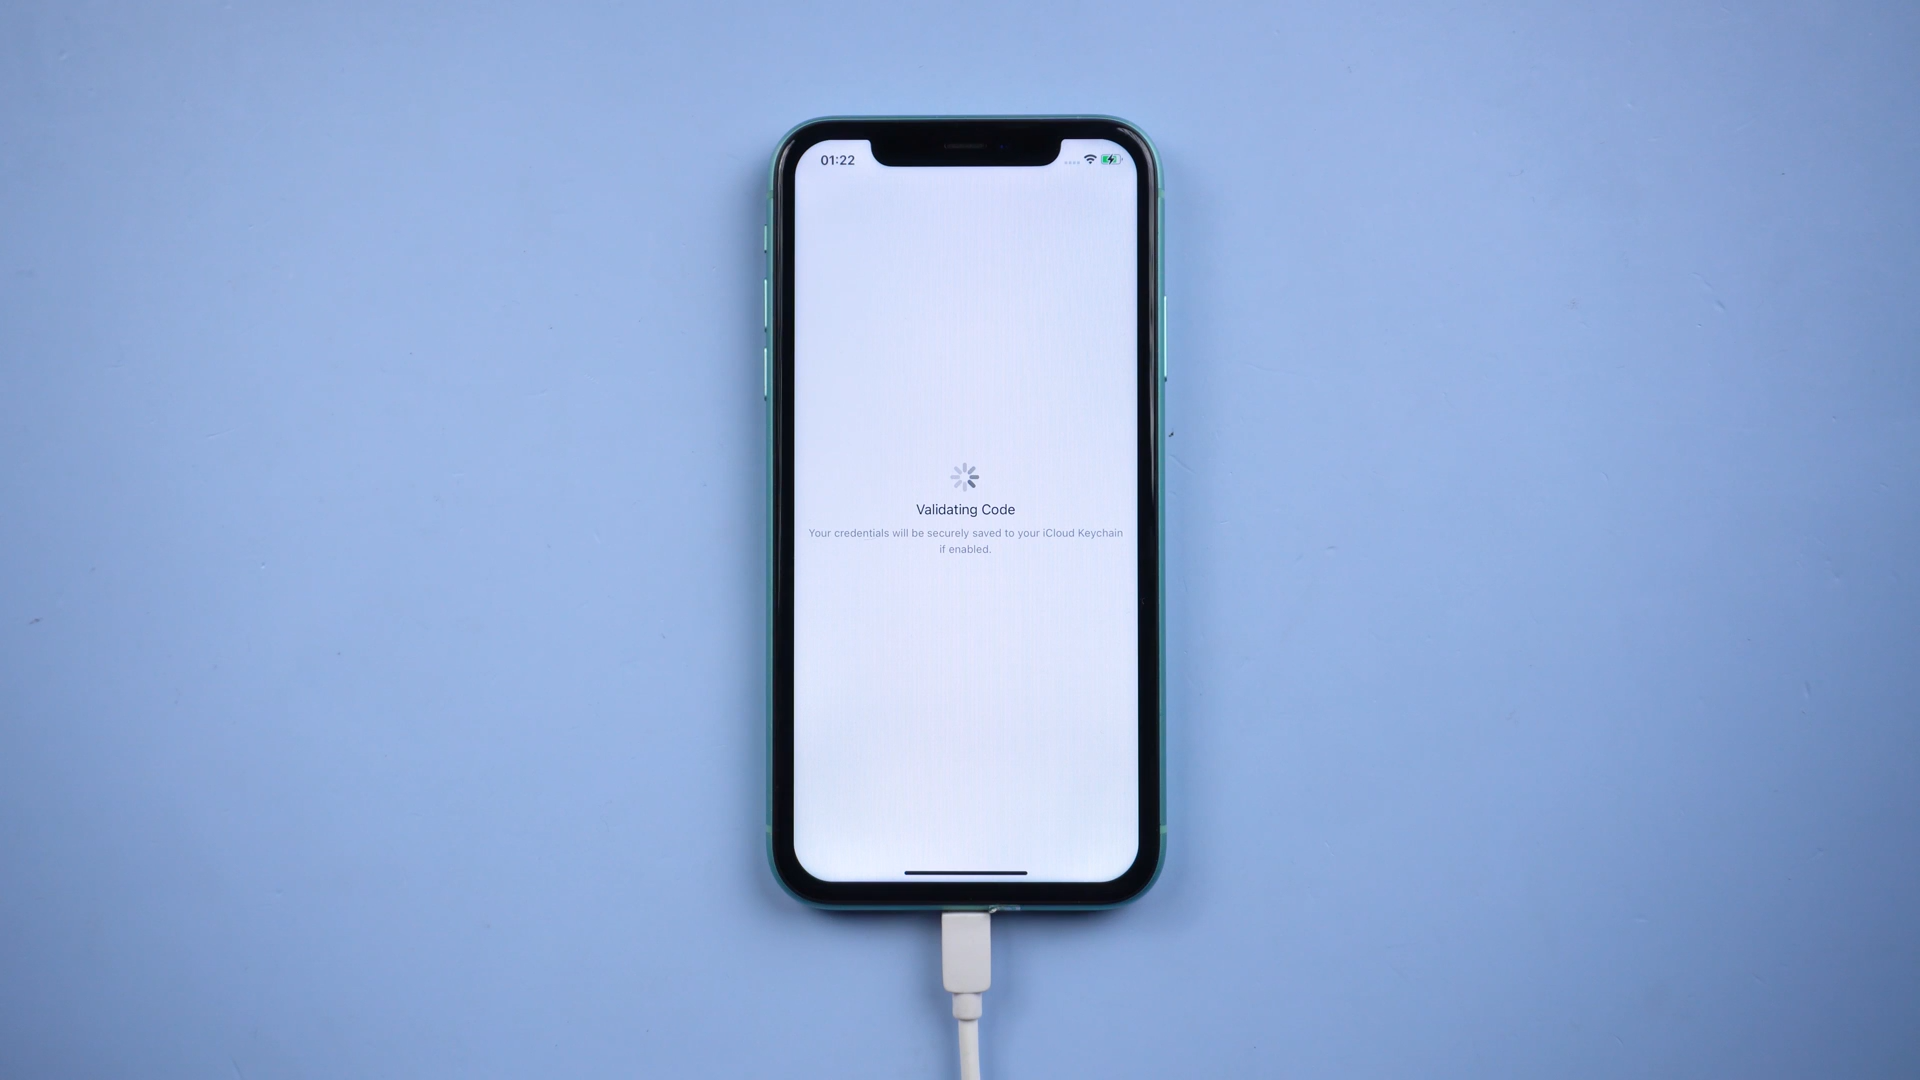 01:22
Validating Code
Your credentials will be securely saved to your iCloud Keychain
if enabled.